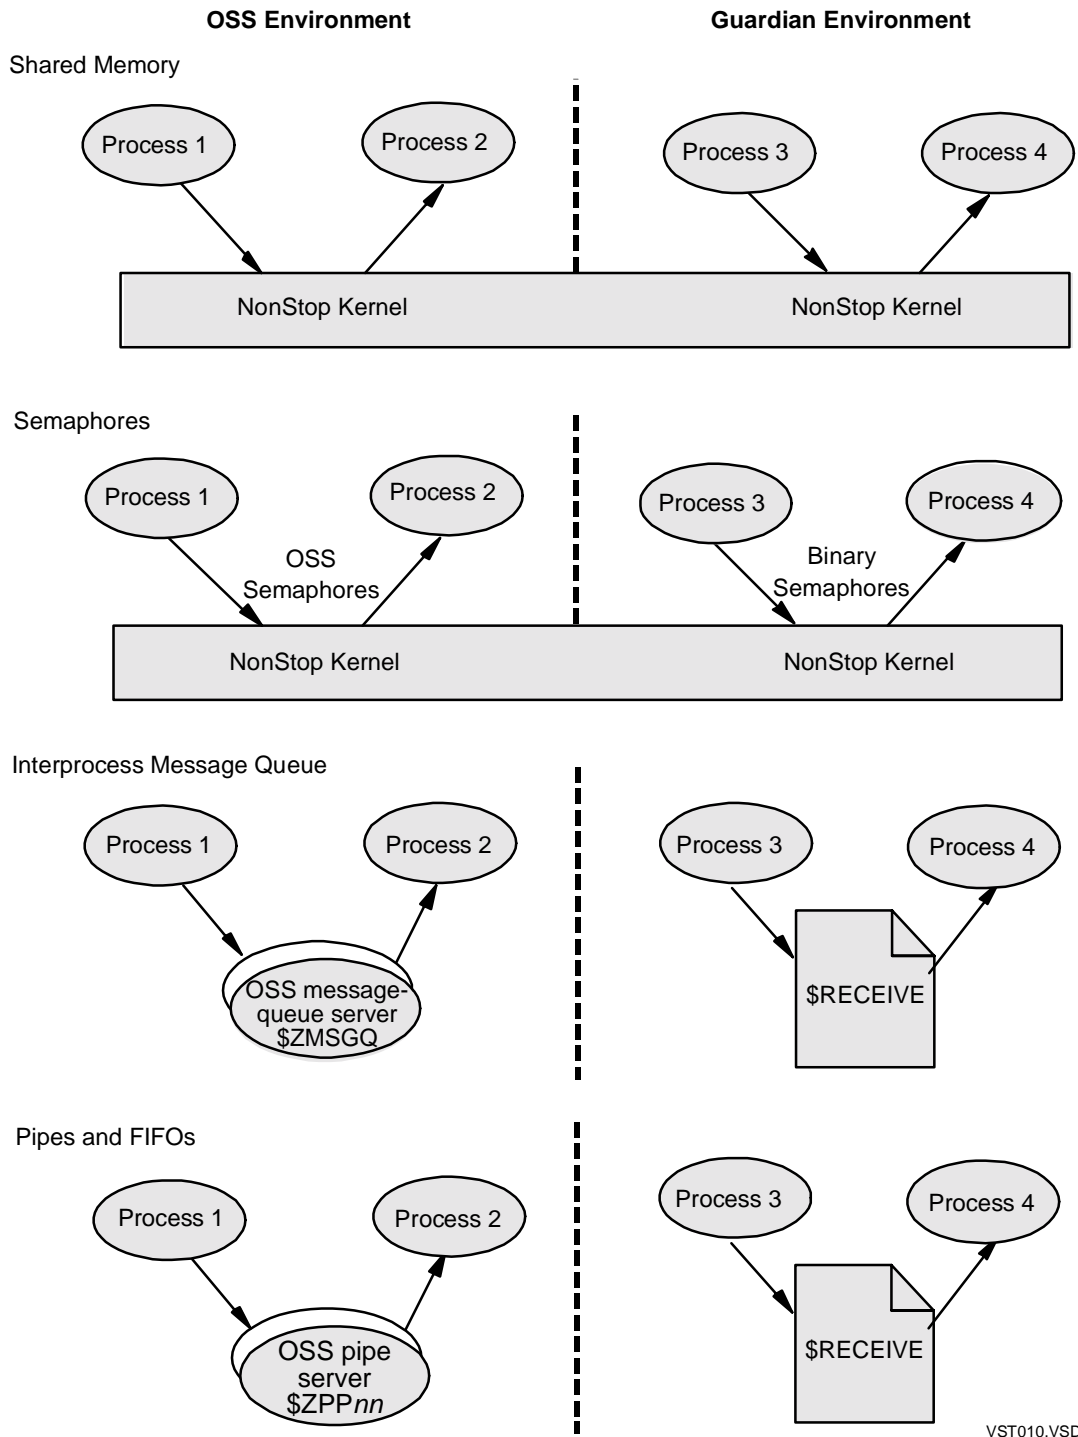 OSS Environment
Guardian Environment
Shared Memory
Process 1
Process 2
Process 3
Process 4
NonStop Kernel
NonStop Kernel
Semaphores
Process 1
Process 2
Process 3
Process 4
OSS
Semaphores
Binary
Semaphores
NonStop Kernel
NonStop Kernel
Interprocess Message Queue
Process 1
Process 2
Process 3
Process 4
OSS message-
queue server
$ZMSGQ
$RECEIVE
Pipes and FIFOs
Process 1
Process 2
Process 3
Process 4
OSS pipe
server
$ZPPnn
$RECEIVE
VST010.VSD